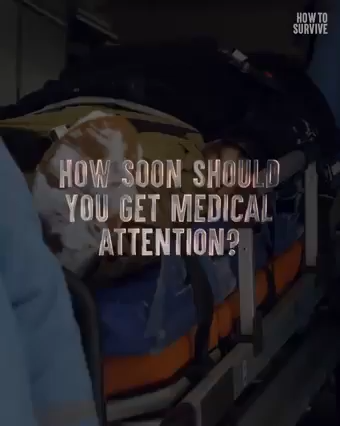 HOW TO
SURVIVE
HOW SOON SHOULD
YOU GET MEDICAL
ATTENTION?